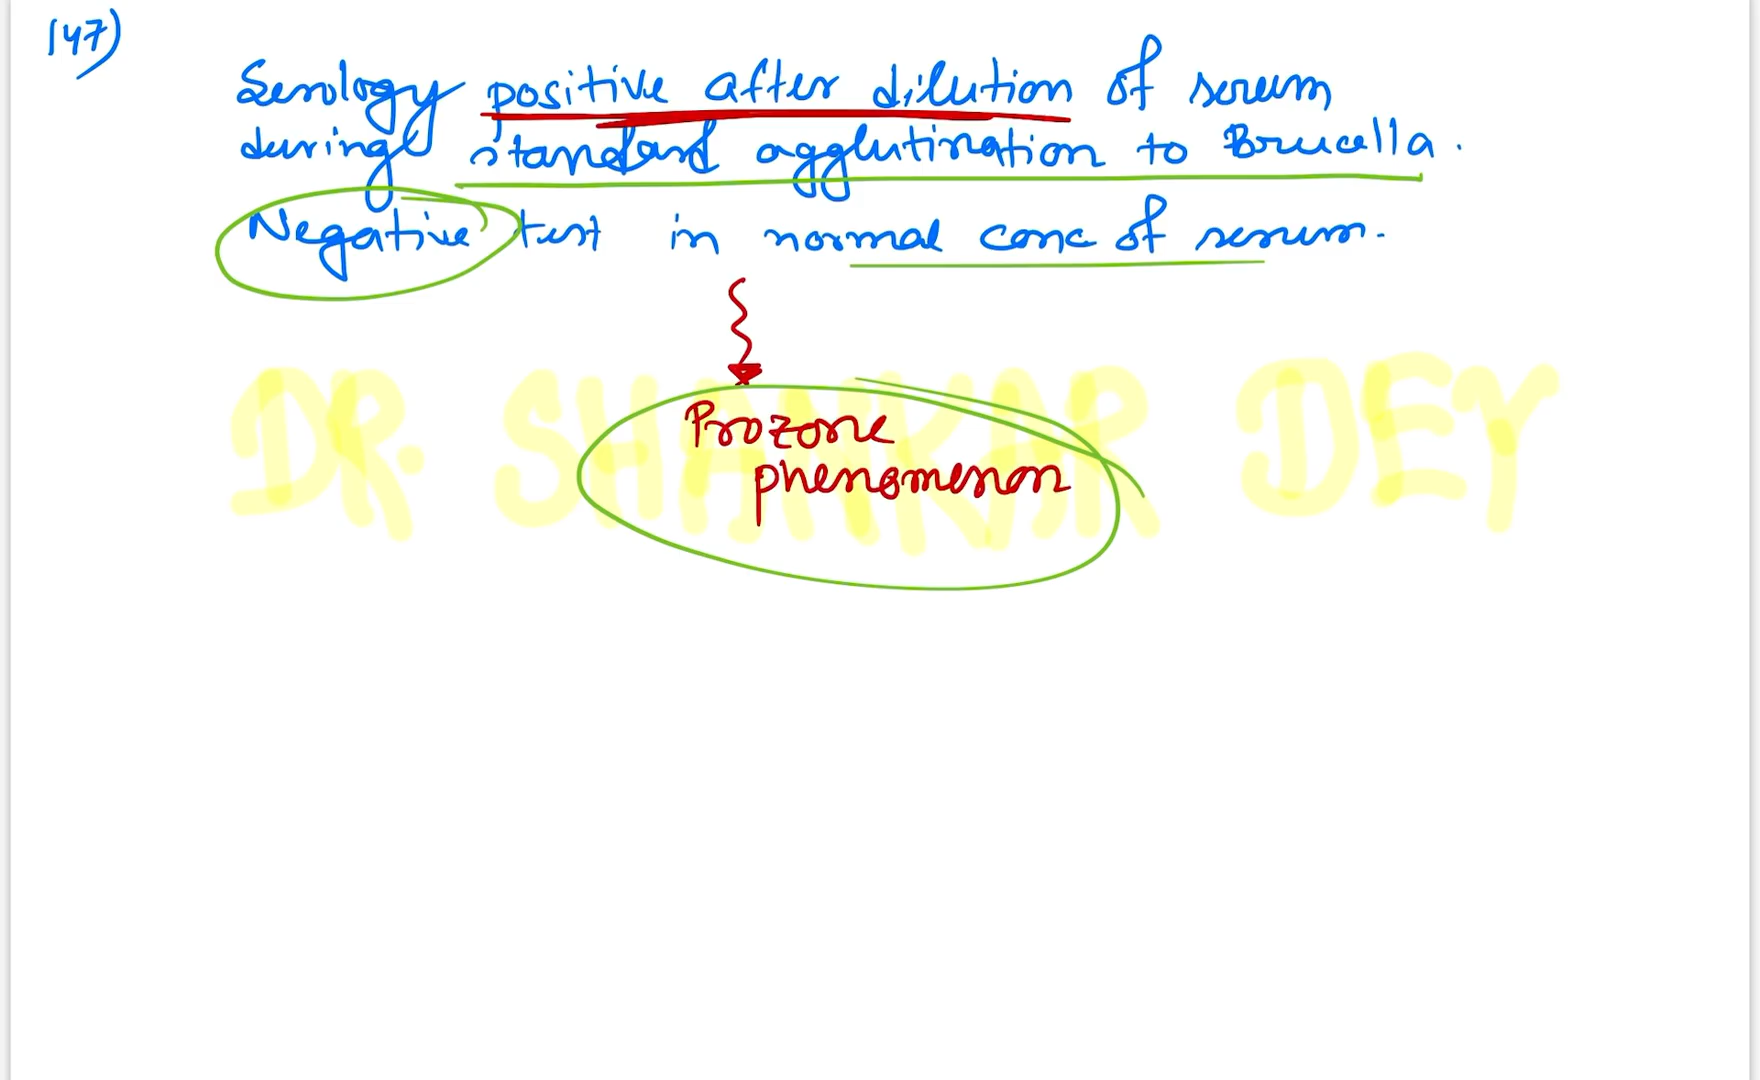 147)
Serology positive after dilution of serum
during standard agglutination to Brucella.
Negative test in normal conc of serum.
Prozone
phenomenon
DR. SHANKAR DEY